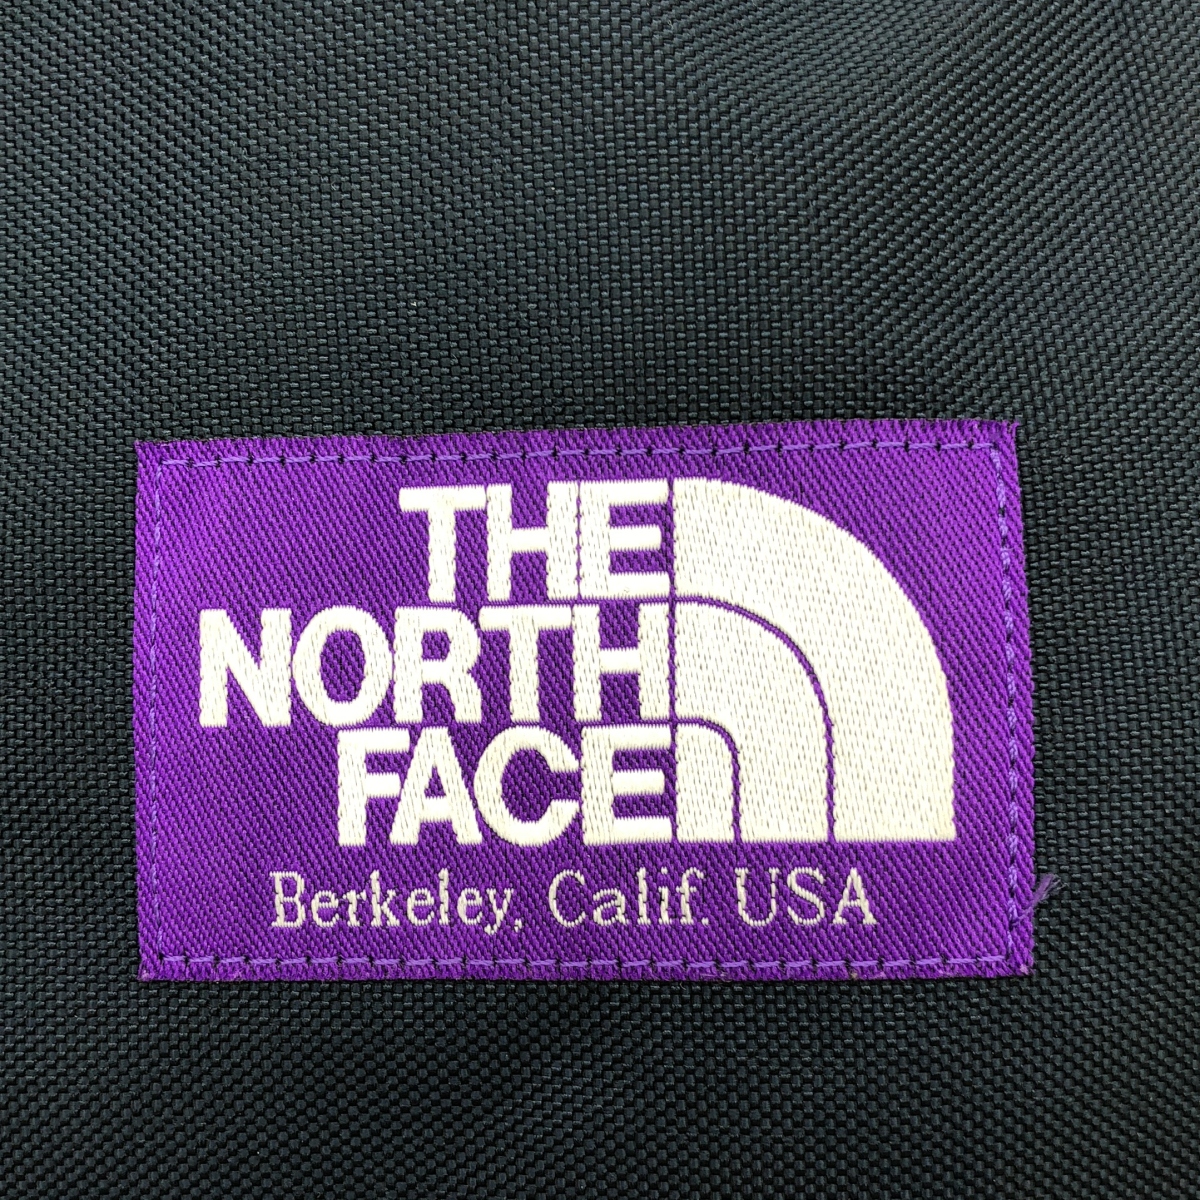 THE
NORTH
FACE
Berkeley, Calif. USA